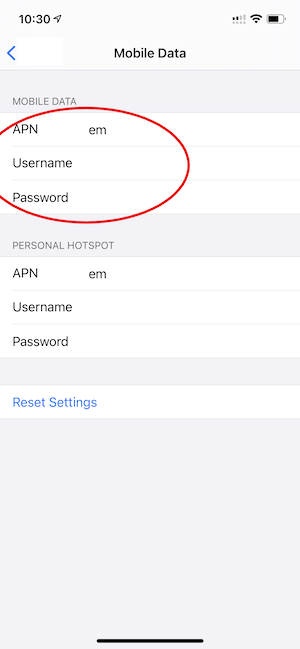 10:30
Mobile Data
MOBILE DATA
APN em
Username
Password
PERSONAL HOTSPOT
APN em
Username
Password
Reset Settings